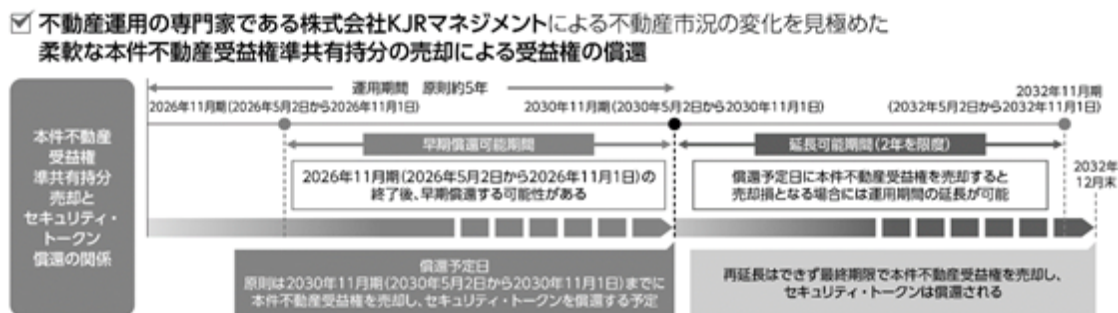 不動産運用の専門家である株式会社KJRマネジメントによる不動産市況の変化を見極めた
柔軟な本件不動産受益権準共有持分の売却による受益権の償還
運用期間 原則約5年
2026年11月期(2026年5月2日から2026年11月1日)
2030年11月期(2030年5月2日から2030年11月1日)
2032年11月期
(2032年5月2日から2032年11月1日)
本件不動産
受益権
準共有持分
売却と
セキュリティ・
トークン
償還の関係
早期償還可能期間
延長可能期間(2年を限度)
2026年11月期(2026年5月2日から2026年11月1日)の
終了後、早期償還する可能性がある
償還予定日に本件不動産受益権を売却すると
売却損となる場合には運用期間の延長が可能
2032年
12月末
償還予定日
原則は2030年11月期(2030年5月2日から2030年11月1日)までに
本件不動産受益権を売却し、セキュリティ・トークンを償還する予定
再延長はできず最終期限で本件不動産受益権を売却し、
セキュリティ・トークンは償還される